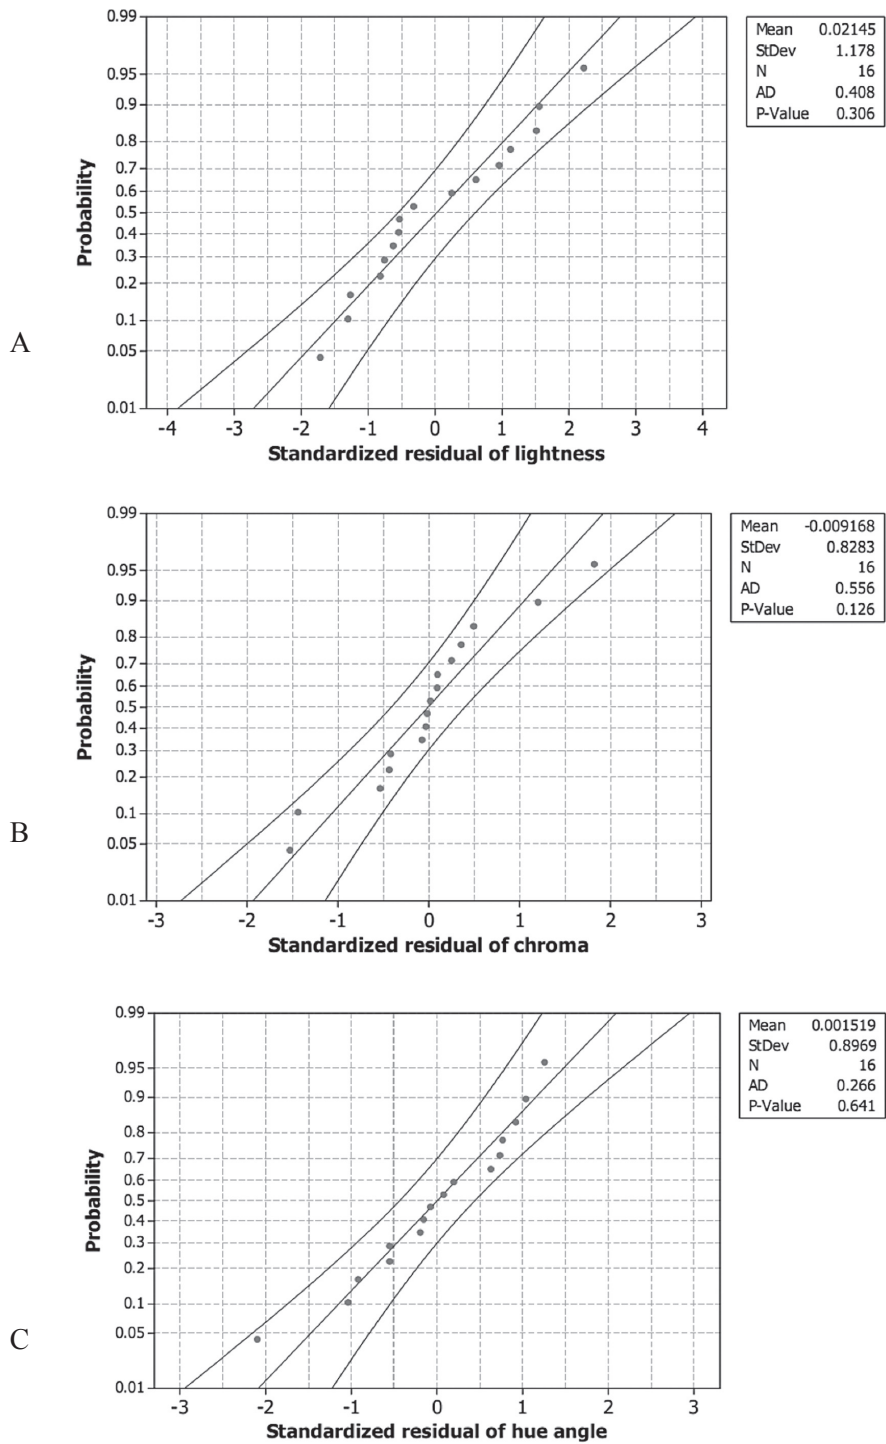 0.99
0.95
0.9
0.8
0.7
0.6
0.5
0.4
0.3
0.2
0.1
0.05
0.01
Probability
A
-4 -3 -2 -1 0 1 2 3 4
Standardized residual of lightness
Mean 0.02145
StDev 1.178
N 16
AD 0.408
P-Value 0.306
0.99
0.95
0.9
0.8
0.7
0.6
0.5
0.4
0.3
0.2
0.1
0.05
0.01
Probability
B
-3 -2 -1 0 1 2 3
Standardized residual of chroma
Mean -0.009168
StDev 0.8283
N 16
AD 0.556
P-Value 0.126
0.99
0.95
0.9
0.8
0.7
0.6
0.5
0.4
0.3
0.2
0.1
0.05
0.01
Probability
C
-3 -2 -1 0 1 2 3
Standardized residual of hue angle
Mean 0.001519
StDev 0.8969
N 16
AD 0.266
P-Value 0.641